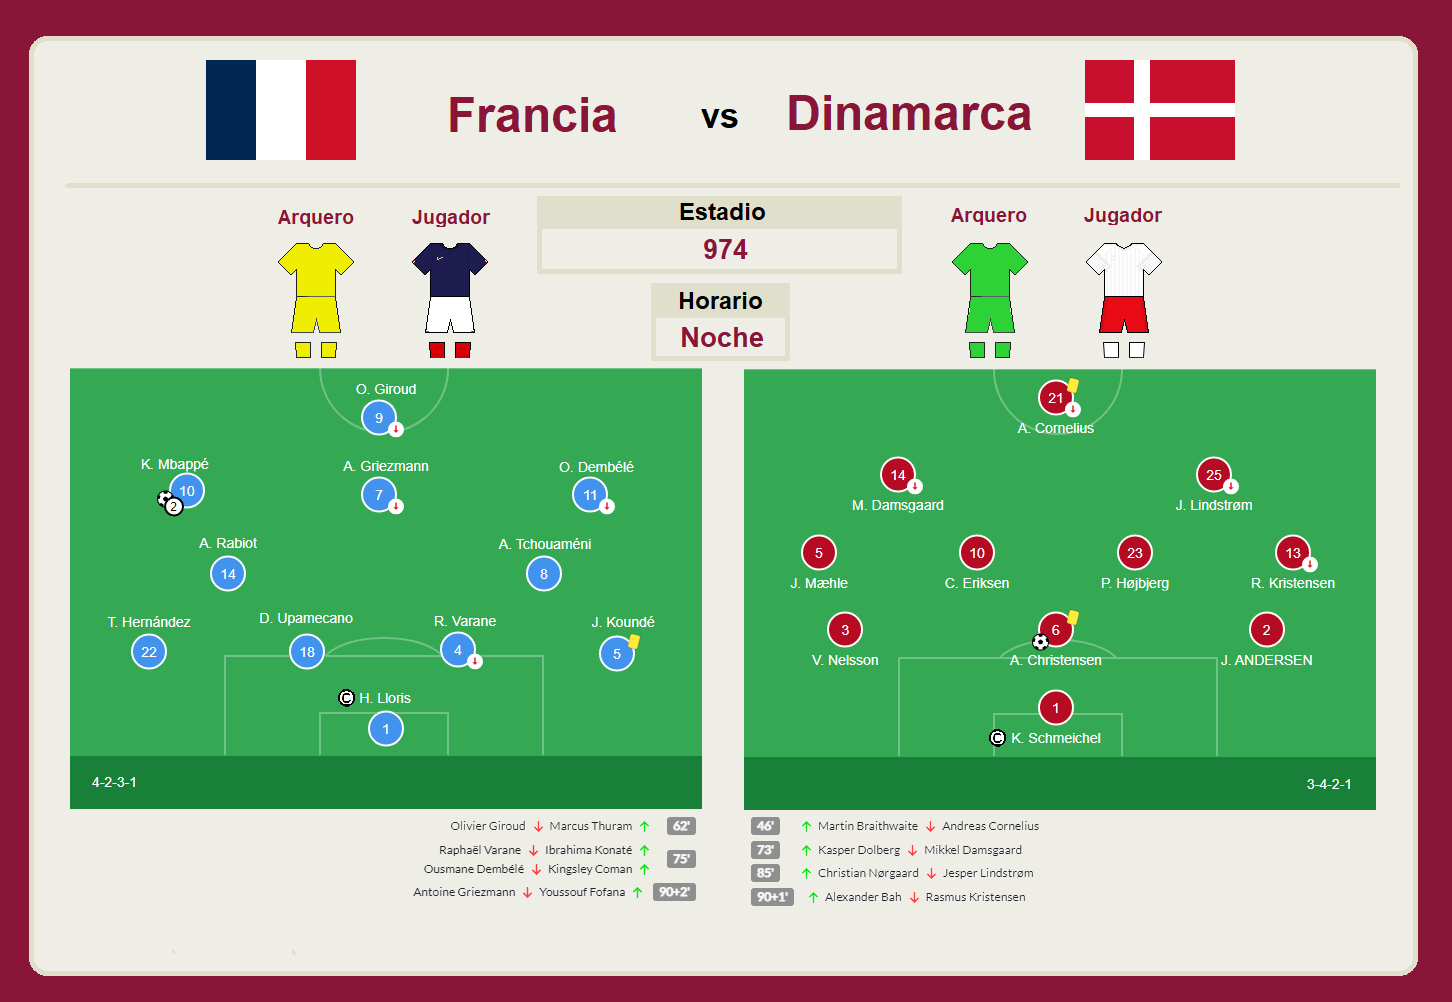 Francia vs Dinamarca
Arquero Jugador
Estadio
974
Horario
Noche
Arquero Jugador
O. Giroud
9
K. Mbappé
10
2
A. Griezmann
7
O. Dembélé
11
A. Rabiot
14
A. Tchouaméni
8
T. Hernández
22
D. Upamecano
18
R. Varane
4
J. Koundé
5
C H. Lloris
1
4-2-3-1
21
A. Cornelius
14
M. Damsgaard
25
J. Lindstrøm
5
J. Mæhle
10
C. Eriksen
23
P. Højbjerg
13
R. Kristensen
3
V. Nelsson
6
A. Christensen
2
J. ANDERSEN
1
C K. Schmeichel
3-4-2-1
Olivier Giroud ↓ Marcus Thuram ↑ 62'
Raphaël Varane ↓ Ibrahima Konaté ↑
75'
Ousmane Dembélé ↓ Kingsley Coman ↑
Antoine Griezmann ↓ Youssouf Fofana ↑ 90+2'
46' ↑ Martin Braithwaite ↓ Andreas Cornelius
73' ↑ Kasper Dolberg ↓ Mikkel Damsgaard
85' ↑ Christian Nørgaard ↓ Jesper Lindstrøm
90+1' ↑ Alexander Bah ↓ Rasmus Kristensen